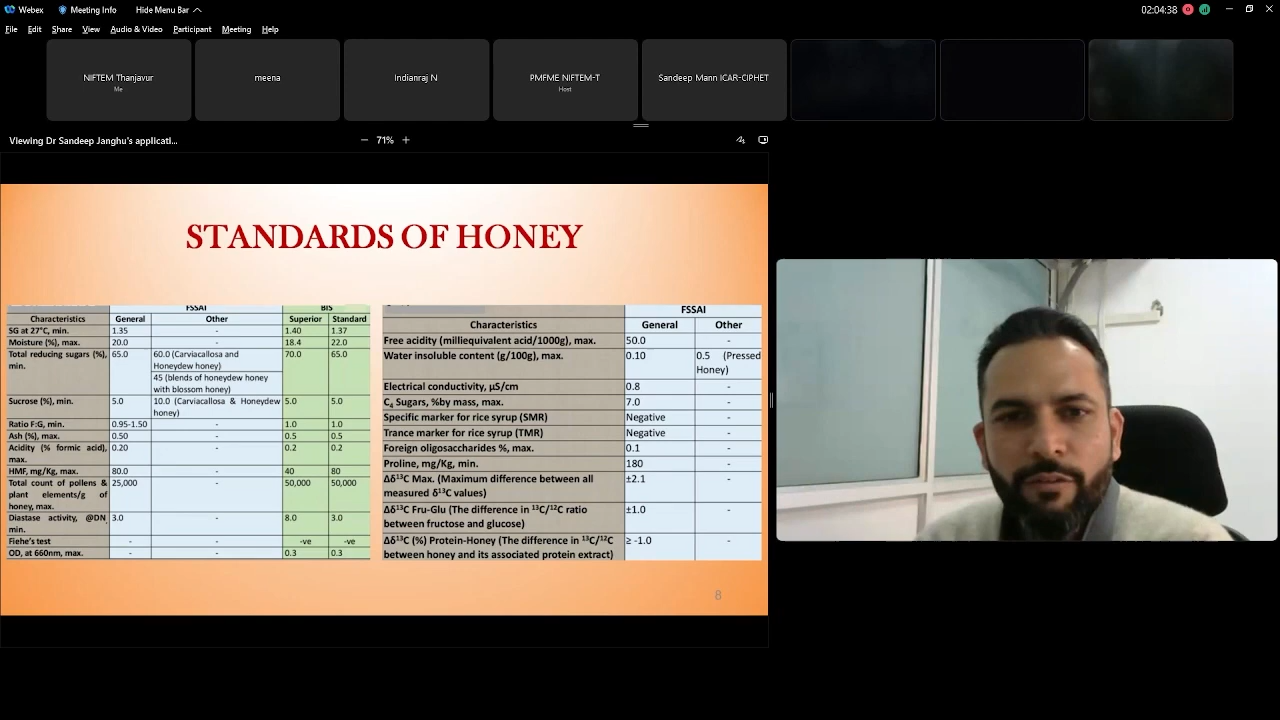 Webex
Meeting Info
Hide Menu Bar
02:04:38
File Edit Share View Audio & Video Participant Meeting Help
NIFTEM Thanjavur
Me
meena
Indianraj N
PMFME NIFTEM-T
Host
Sandeep Mann ICAR-CIPHET
Viewing Dr Sandeep Janghu's applicati...
71%
STANDARDS OF HONEY
FSSAI BIS
Characteristics General Other Superior Standard
SG at 27°C, min. 1.35 - 1.40 1.37
Moisture (%), max. 20.0 - 18.4 22.0
Total reducing sugars (%), min. 65.0 60.0 (Carviacallosa and Honeydew honey) 70.0 65.0
45 (blends of honeydew honey with blossom honey)
Sucrose (%), min. 5.0 10.0 (Carviacallosa & Honeydew honey) 5.0 5.0
Ratio F:G, min. 0.95-1.50 - 1.0 1.0
Ash (%), max. 0.50 - 0.5 0.5
Acidity (% formic acid), max. 0.20 - 0.2 0.2
HMF, mg/Kg, max. 80.0 - 40 80
Total count of pollens & plant elements/g of honey, max. 25,000 - 50,000 50,000
Diastase activity, @DN, min. 3.0 - 8.0 3.0
Fiehe's test - - -ve -ve
OD, at 660nm, max. - - 0.3 0.3
FSSAI
Characteristics General Other
Free acidity (milliequivalent acid/1000g), max. 50.0 -
Water insoluble content (g/100g), max. 0.10 0.5 (Pressed Honey)
Electrical conductivity, µS/cm 0.8 -
C₄ Sugars, %by mass, max. 7.0 -
Specific marker for rice syrup (SMR) Negative -
Trance marker for rice syrup (TMR) Negative -
Foreign oligosaccharides %, max. 0.1 -
Proline, mg/Kg, min. 180 -
Δδ¹³C Max. (Maximum difference between all measured δ¹³C values) ±2.1 -
Δδ¹³C Fru-Glu (The difference in ¹³C/¹²C ratio between fructose and glucose) ±1.0 -
Δδ¹³C (%) Protein-Honey (The difference in ¹³C/¹²C between honey and its associated protein extract) ≥ -1.0 -
8